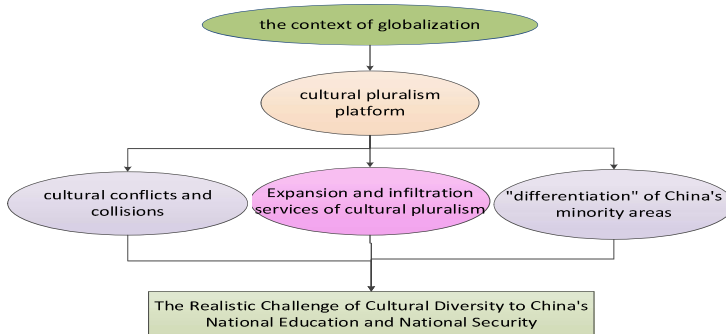 the context of globalization
cultural pluralism
platform
cultural conflicts and
collisions
Expansion and infiltration
services of cultural pluralism
"differentiation" of China's
minority areas
The Realistic Challenge of Cultural Diversity to China's
National Education and National Security